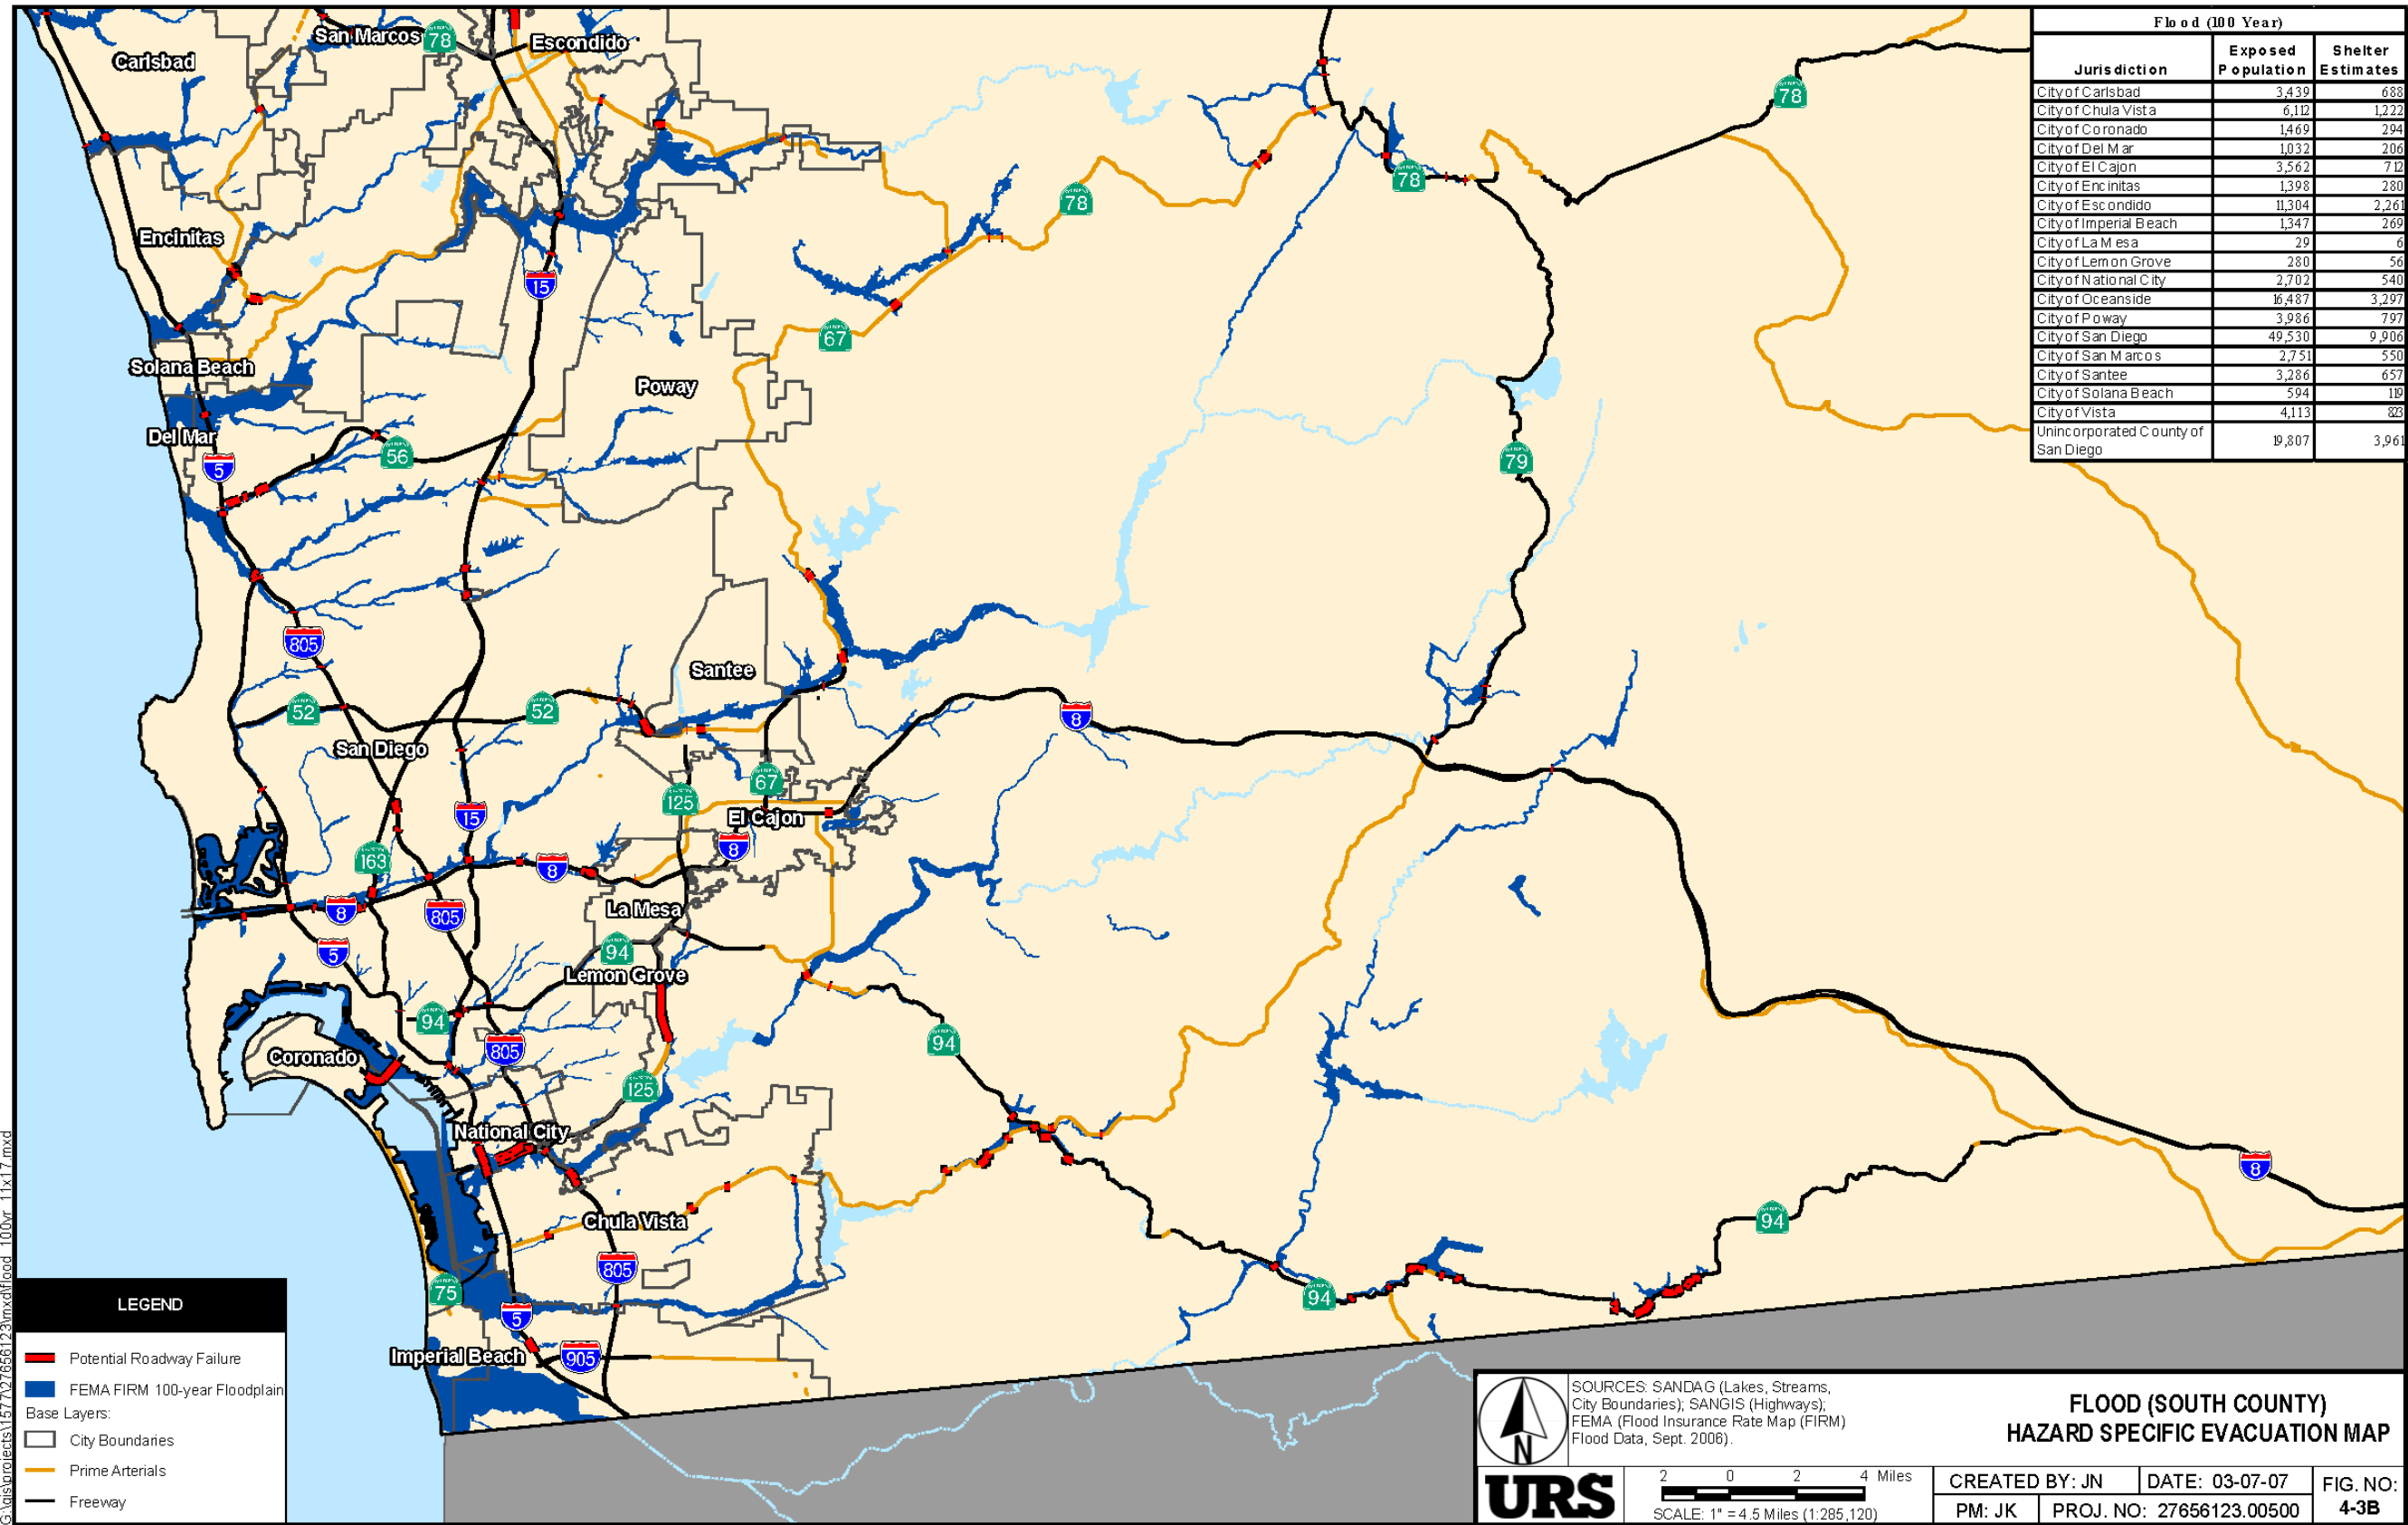 Flood (100 Year)
Jurisdiction Exposed Population Shelter Estimates
City of Carlsbad 3,439 688
City of Chula Vista 6,112 1,222
City of Coronado 1,469 294
City of Del Mar 1,032 206
City of El Cajon 3,562 712
City of Encinitas 1,398 280
City of Escondido 11,304 2,261
City of Imperial Beach 1,347 269
City of La Mesa 29 6
City of Lemon Grove 280 56
City of National City 2,702 540
City of Oceanside 16,487 3,297
City of Poway 3,986 797
City of San Diego 49,530 9,906
City of San Marcos 2,751 550
City of Santee 3,286 657
City of Solana Beach 594 119
City of Vista 4,113 823
Unincorporated County of San Diego 19,807 3,961
San Marcos
78
Escondido
Carlsbad
78
78
78
Encinitas
15
67
Solana Beach
Poway
Del Mar
56
5
79
805
Santee
52
52
8
San Diego
67
125
15
El Cajon
8
163
8
8
805
La Mesa
5
94
Lemon Grove
94
94
805
Coronado
125
National City
8
Chula Vista
94
805
75
94
5
Imperial Beach
905
LEGEND
Potential Roadway Failure
FEMA FIRM 100-year Floodplain
Base Layers:
City Boundaries
Prime Arterials
Freeway
G:\gis\projects\1577\27656123\mxd\flood_100yr_11x17.mxd
N
SOURCES: SANDAG (Lakes, Streams,
City Boundaries); SANGIS (Highways);
FEMA (Flood Insurance Rate Map (FIRM)
Flood Data, Sept. 2006).
FLOOD (SOUTH COUNTY)
HAZARD SPECIFIC EVACUATION MAP
URS
2 0 2 4 Miles
SCALE: 1" = 4.5 Miles (1:285,120)
CREATED BY: JN
DATE: 03-07-07
PM: JK
PROJ. NO: 27656123.00500
FIG. NO:
4-3B